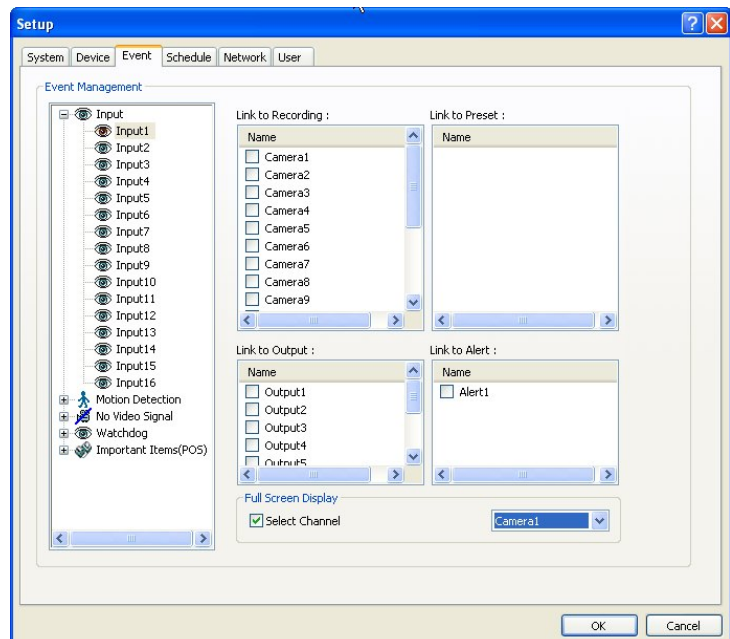 Setup
System Device Event Schedule Network User
Event Management
Input
Input1
Input2
Input3
Input4
Input5
Input6
Input7
Input8
Input9
Input10
Input11
Input12
Input13
Input14
Input15
Input16
Motion Detection
No Video Signal
Watchdog
Important Items(POS)
Link to Recording :
Name
Camera1
Camera2
Camera3
Camera4
Camera5
Camera6
Camera7
Camera8
Camera9
Link to Preset :
Name
Link to Output :
Name
Output1
Output2
Output3
Output4
Output5
Link to Alert :
Name
Alert1
Full Screen Display
Select Channel
Camera1
OK Cancel